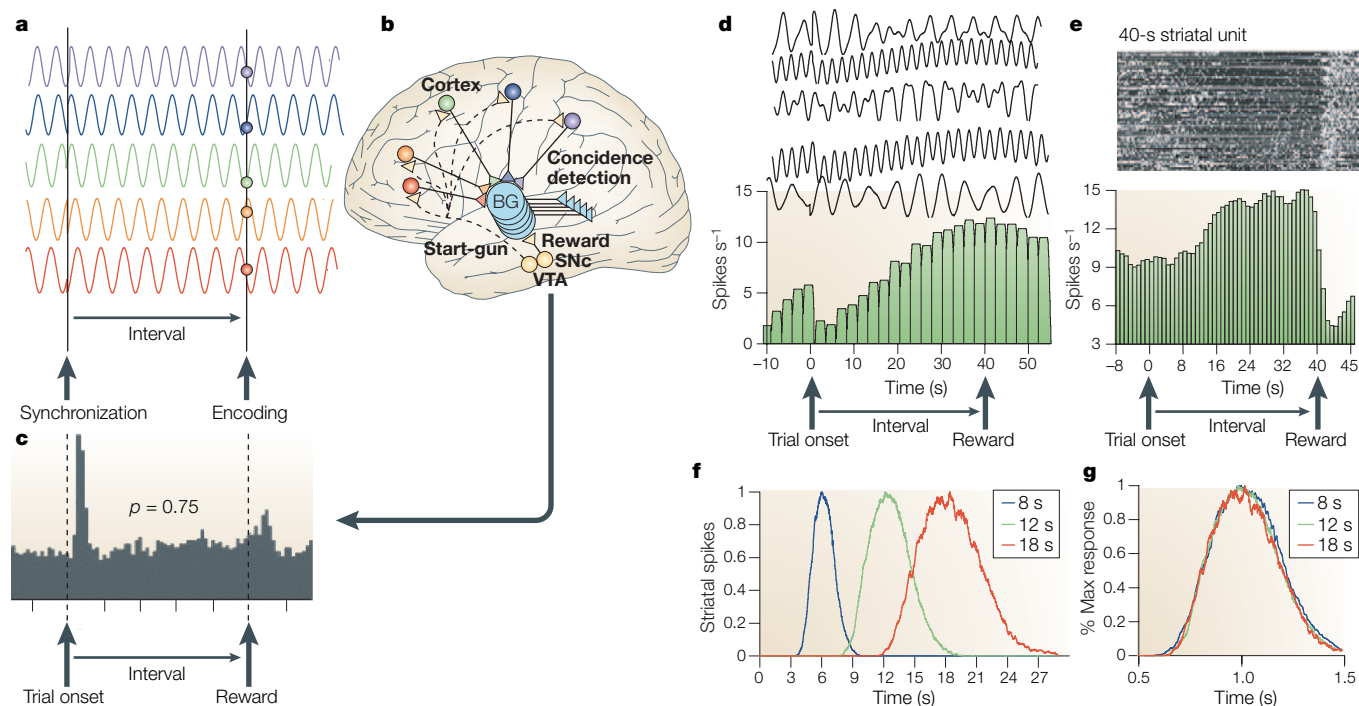 a
Interval
Synchronization
Encoding
b
Cortex
Concidence
detection
BG
Start-gun
Reward
SNc
VTA
c
p = 0.75
Interval
Trial onset
Reward
d
15
10
5
0
Spikes s–1
–10
0
10
20
30
40
50
Time (s)
Interval
Trial onset
Reward
e
40-s striatal unit
15
12
9
6
3
Spikes s–1
–8
0
8
16
24
32
40
45
Time (s)
Interval
Trial onset
Reward
f
1
0.8
0.6
0.4
0.2
0
Striatal spikes
8 s
12 s
18 s
0
3
6
9
12
15
18
21
24
27
Time (s)
g
1
0.8
0.6
0.4
0.2
0
% Max response
8 s
12 s
18 s
0.5
1.0
1.5
Time (s)